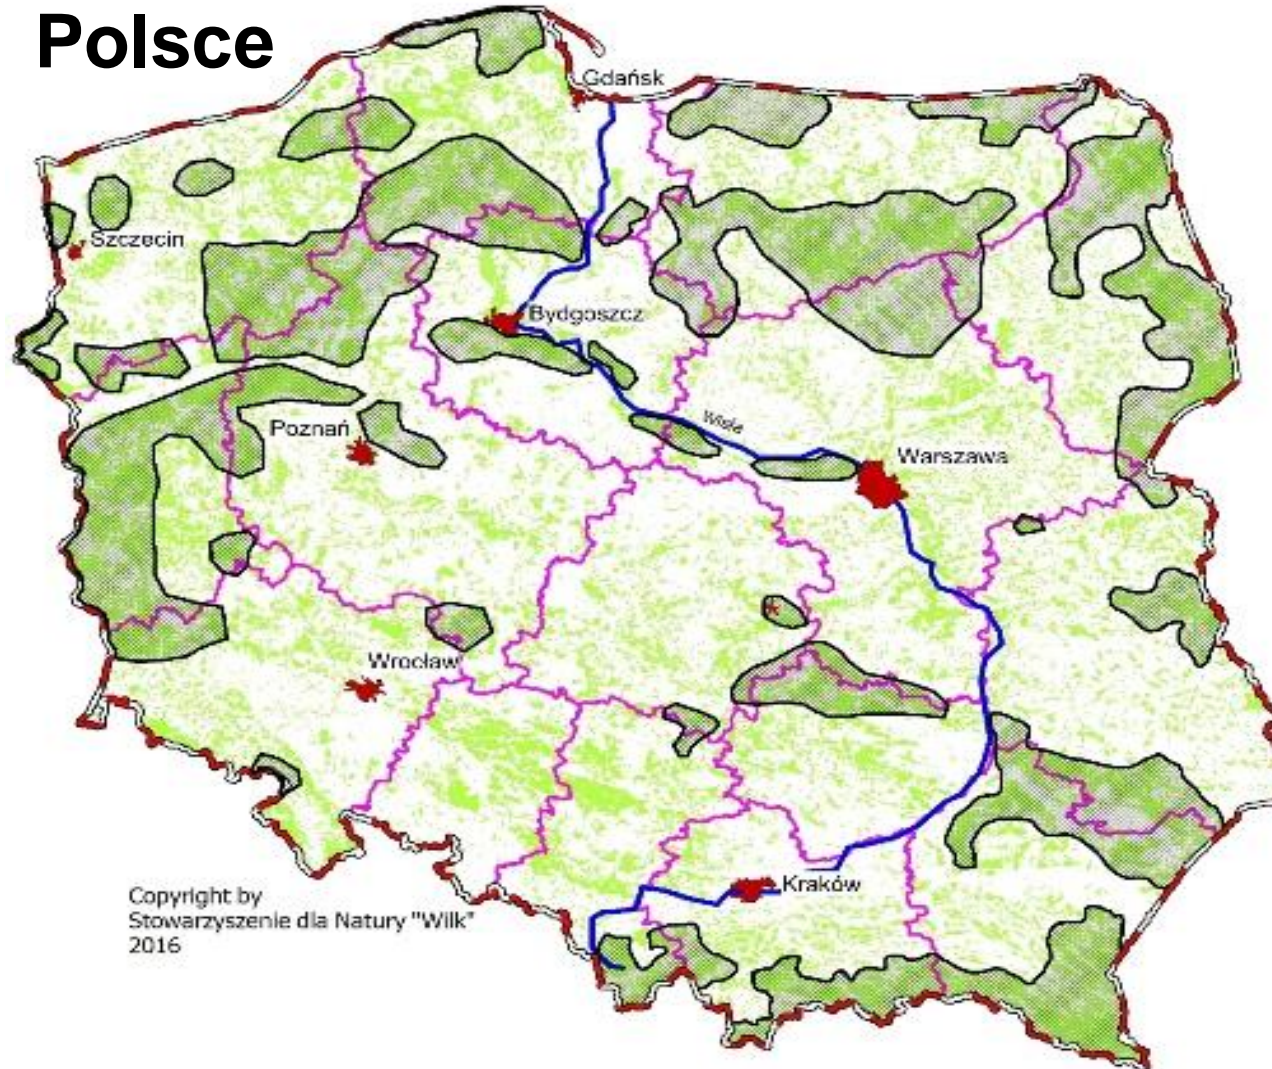 Polsce
Gdańsk
Szczecin
Bydgoszcz
Wisła
Poznań
Warszawa
Wrocław
Kraków
Copyright by
Stowarzyszenie dla Natury "Wilk"
2016